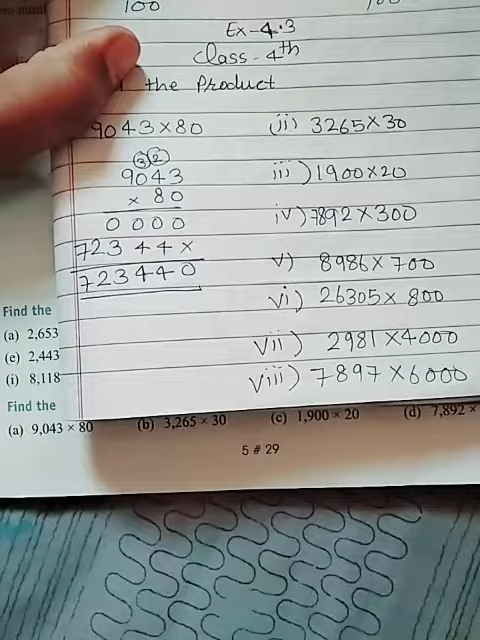 100
Ex-4.3
Class-4th
the Product
9043×80
③②
9043
× 80
0000
72344×
723440
(ii) 3265×30
iii) 1900×20
iv) 7892×300
v) 8986×700
vi) 26305×800
vii) 2981×4000
viii) 7897×6000
Find the
(a) 2,653
(e) 2,443
(i) 8,118
Find the
(a) 9,043 × 80 (b) 3,265 × 30 (c) 1,900 × 20 (d) 7,892 ×
5 # 29